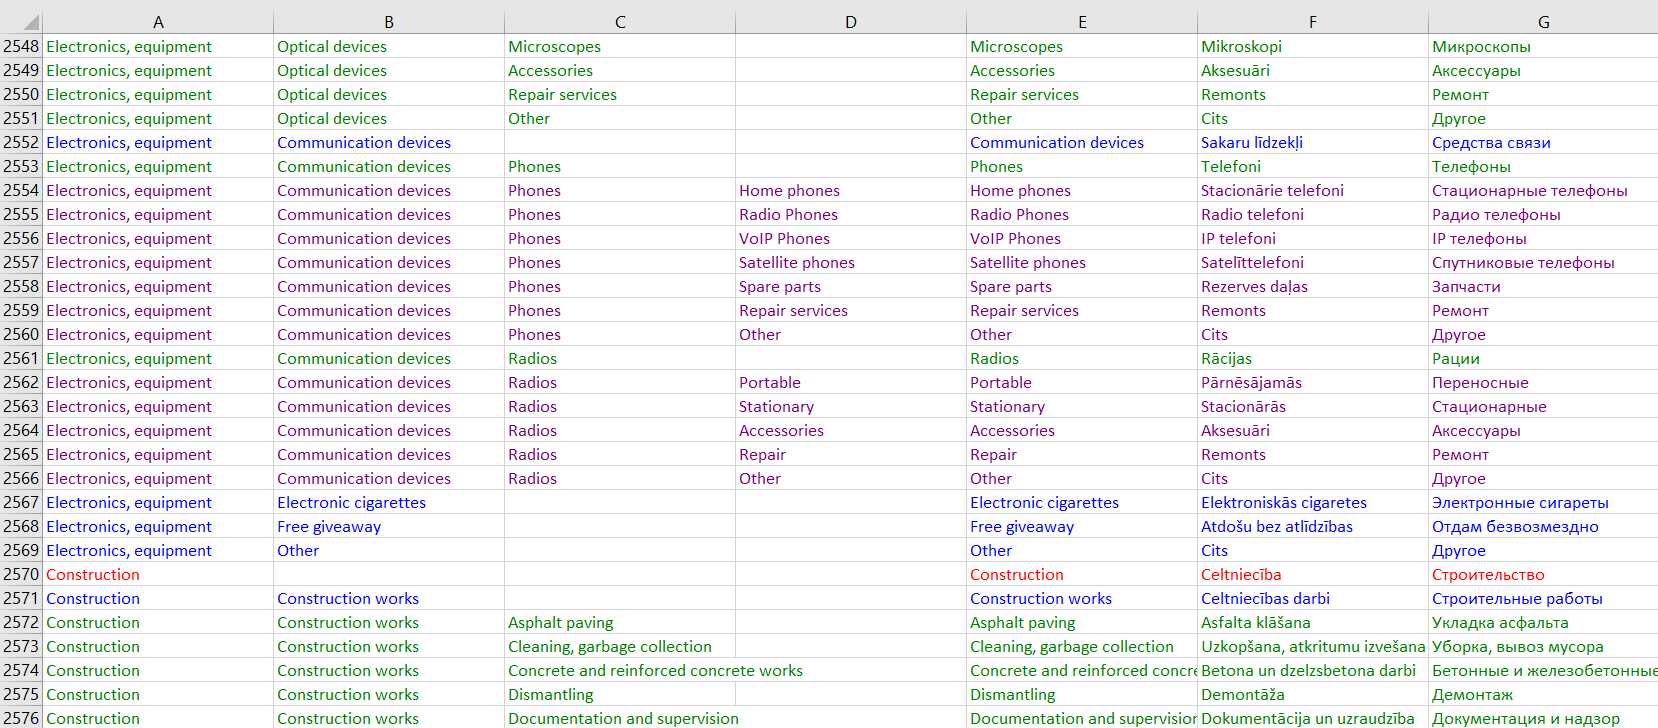 A B C D E F G
2548 Electronics, equipment Optical devices Microscopes Microscopes Mikroskopi Микроскопы
2549 Electronics, equipment Optical devices Accessories Accessories Aksesuāri Аксессуары
2550 Electronics, equipment Optical devices Repair services Repair services Remonts Ремонт
2551 Electronics, equipment Optical devices Other Other Cits Другое
2552 Electronics, equipment Communication devices Communication devices Sakaru līdzekļi Средства связи
2553 Electronics, equipment Communication devices Phones Phones Telefoni Телефоны
2554 Electronics, equipment Communication devices Phones Home phones Home phones Stacionārie telefoni Стационарные телефоны
2555 Electronics, equipment Communication devices Phones Radio Phones Radio Phones Radio telefoni Радио телефоны
2556 Electronics, equipment Communication devices Phones VoIP Phones VoIP Phones IP telefoni IP телефоны
2557 Electronics, equipment Communication devices Phones Satellite phones Satellite phones Satelīttelefoni Спутниковые телефоны
2558 Electronics, equipment Communication devices Phones Spare parts Spare parts Rezerves daļas Запчасти
2559 Electronics, equipment Communication devices Phones Repair services Repair services Remonts Ремонт
2560 Electronics, equipment Communication devices Phones Other Other Cits Другое
2561 Electronics, equipment Communication devices Radios Radios Rācijas Рации
2562 Electronics, equipment Communication devices Radios Portable Portable Pārnēsājamās Переносные
2563 Electronics, equipment Communication devices Radios Stationary Stationary Stacionārās Стационарные
2564 Electronics, equipment Communication devices Radios Accessories Accessories Aksesuāri Аксессуары
2565 Electronics, equipment Communication devices Radios Repair Repair Remonts Ремонт
2566 Electronics, equipment Communication devices Radios Other Other Cits Другое
2567 Electronics, equipment Electronic cigarettes Electronic cigarettes Elektroniskās cigaretes Электронные сигареты
2568 Electronics, equipment Free giveaway Free giveaway Atdošu bez atlīdzības Отдам безвозмездно
2569 Electronics, equipment Other Other Cits Другое
2570 Construction Construction Celtniecība Строительство
2571 Construction Construction works Construction works Celtniecības darbi Строительные работы
2572 Construction Construction works Asphalt paving Asphalt paving Asfalta klāšana Укладка асфальта
2573 Construction Construction works Cleaning, garbage collection Cleaning, garbage collection Uzkopšana, atkritumu izvešana Уборка, вывоз мусора
2574 Construction Construction works Concrete and reinforced concrete works Concrete and reinforced concre Betona un dzelzsbetona darbi Бетонные и железобетонные
2575 Construction Construction works Dismantling Dismantling Demontāža Демонтаж
2576 Construction Construction works Documentation and supervision Documentation and supervision Dokumentācija un uzraudzība Документация и надзор